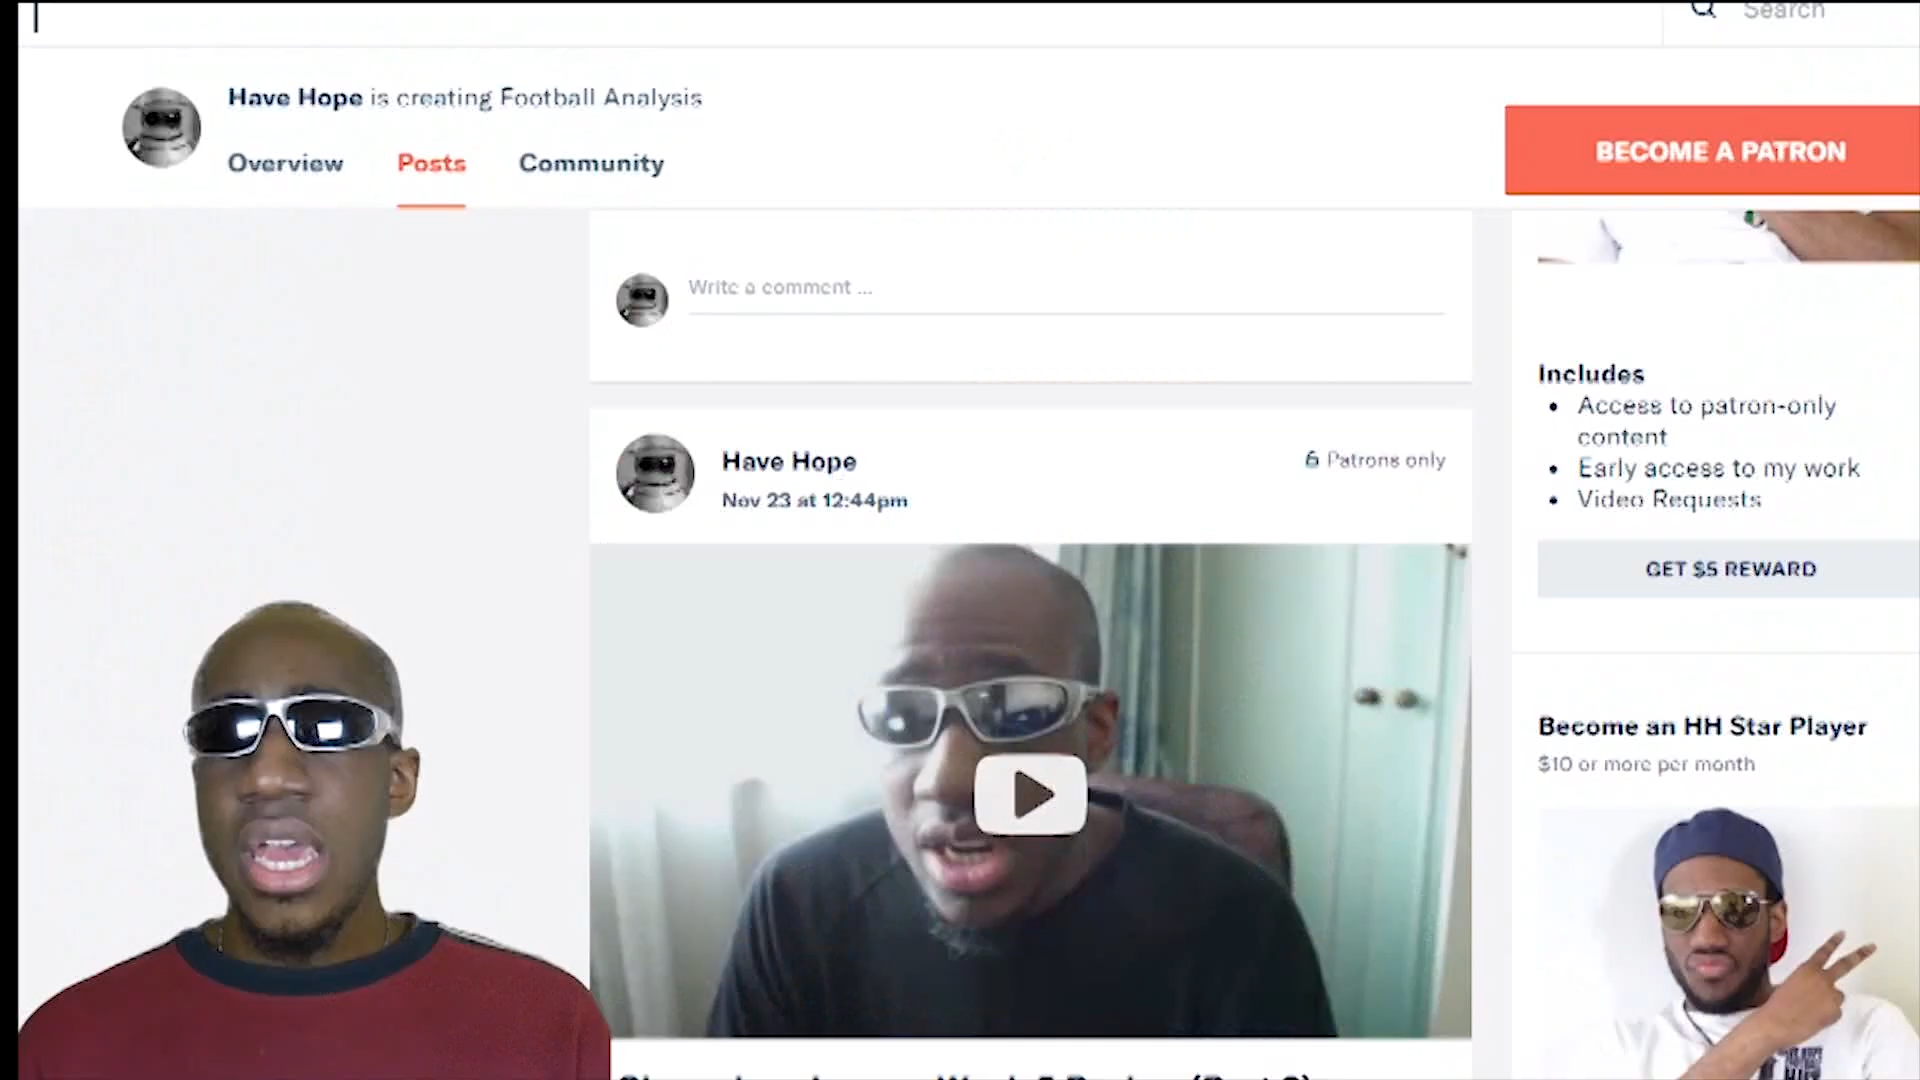 Search
Have Hope is creating Football Analysis
Overview Posts Community
BECOME A PATRON
Write a comment ...
Includes
Access to patron-only
content
Early access to my work
Video Requests
Have Hope
Patrons only
Nov 23 at 12:44pm
GET $5 REWARD
Become an HH Star Player
$10 or more per month